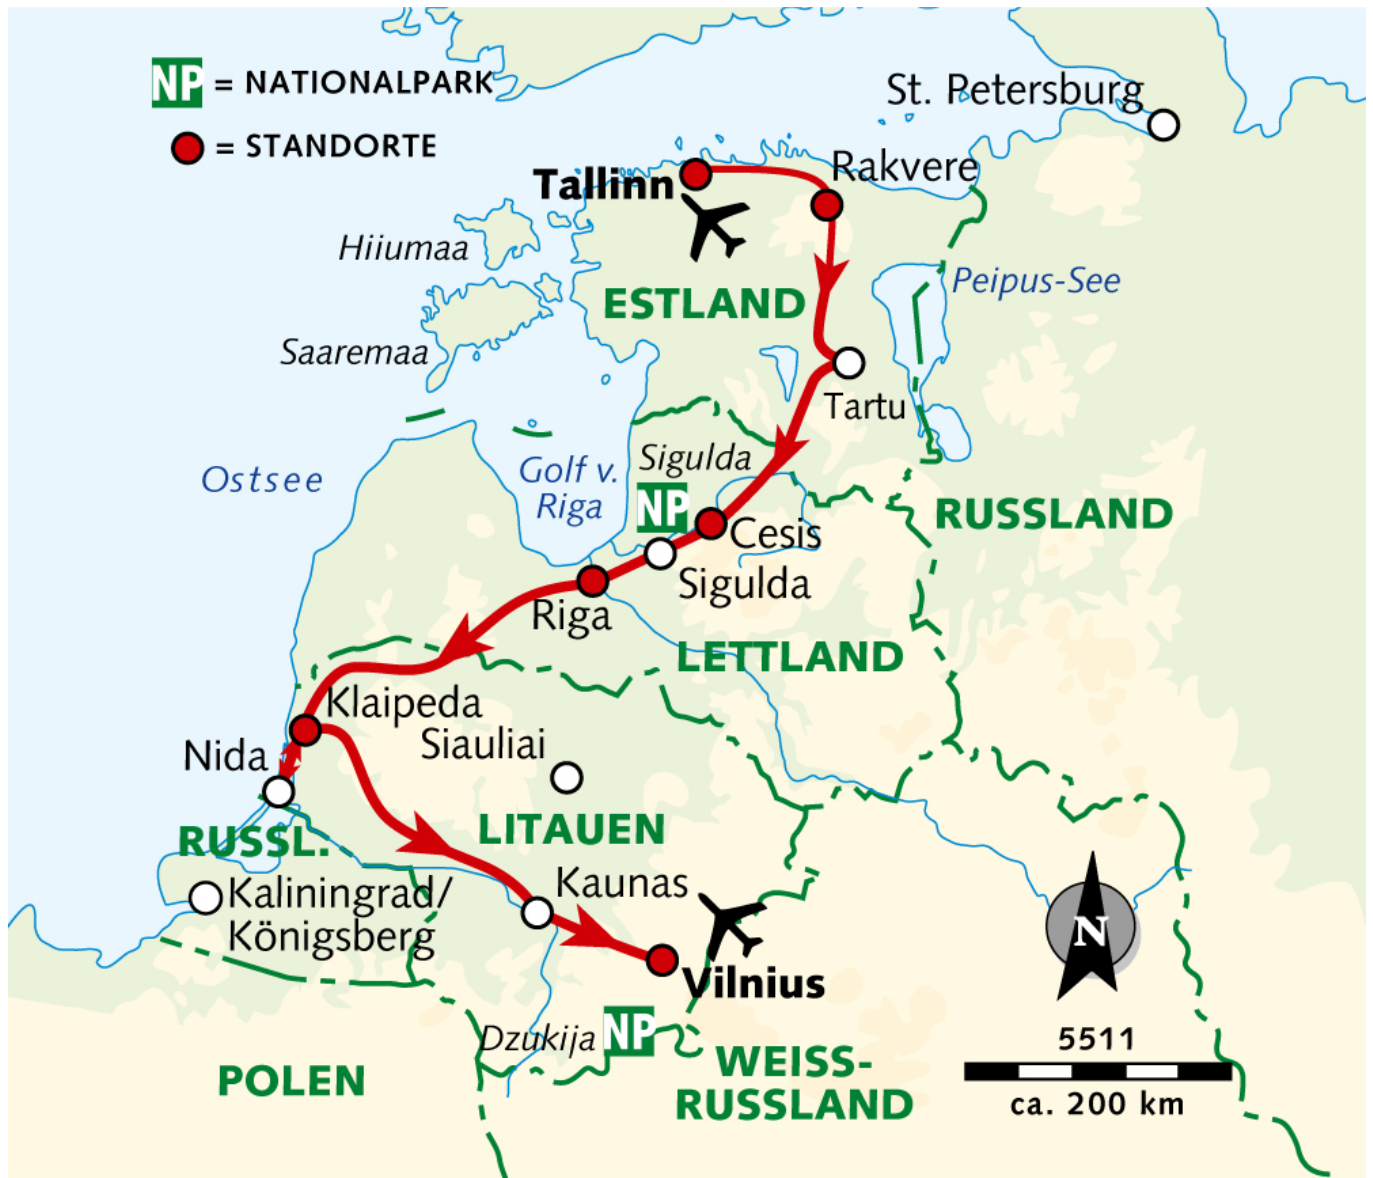 NP = NATIONALPARK
= STANDORTE
St. Petersburg
Rakvere
Tallinn
Hiiumaa
Peipus-See
ESTLAND
Saaremaa
Tartu
Sigulda
Ostsee
Golf v.
Riga
NP
RUSSLAND
Cesis
Sigulda
Riga
LETTLAND
Klaipeda
Siauliai
Nida
LITAUEN
RUSSL.
Kaunas
Kaliningrad/
Königsberg
N
Vilnius
Dzukija NP
5511
WEISS-
RUSSLAND
POLEN
ca. 200 km